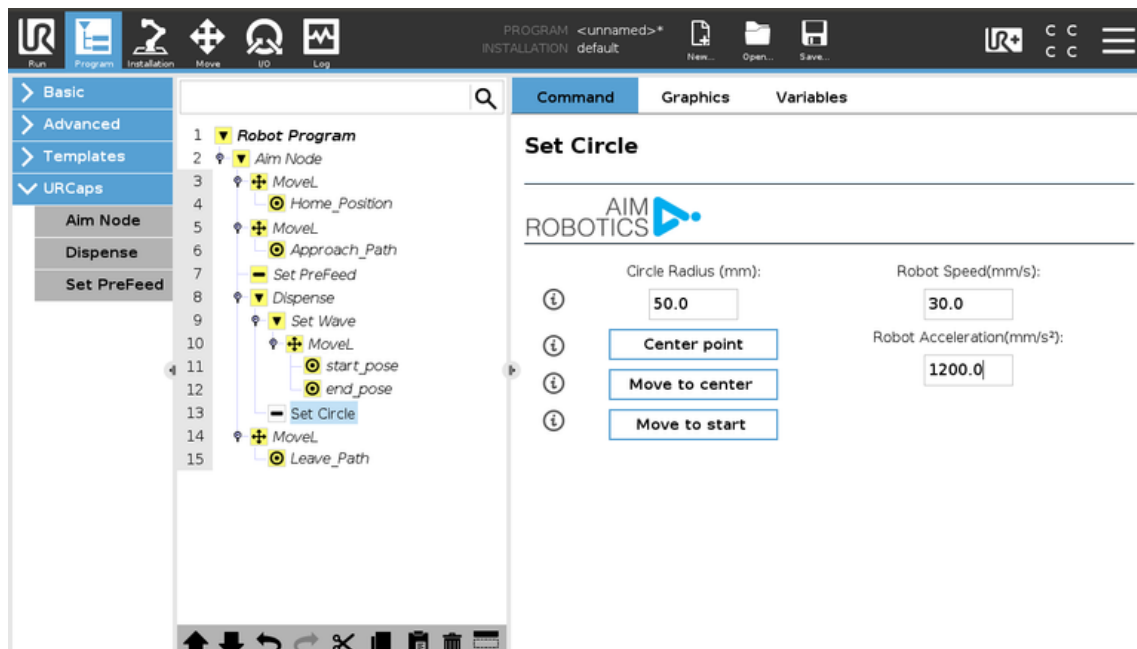 UR
PROGRAM <unnamed>*
INSTALLATION default
UR+
C C
C C
Run Program Installation Move I/O Log New... Open... Save...
Basic
Advanced
Templates
URCaps
Aim Node
Dispense
Set PreFeed
1 Robot Program
2 Aim Node
3 MoveL
4 Home_Position
5 MoveL
6 Approach_Path
7 Set PreFeed
8 Dispense
9 Set Wave
10 MoveL
11 start_pose
12 end_pose
13 Set Circle
14 MoveL
15 Leave_Path
Command Graphics Variables
Set Circle
AIM
ROBOTICS
Circle Radius (mm): Robot Speed(mm/s):
i 50.0 30.0
Robot Acceleration(mm/s²):
i Center point
1200.0
i Move to center
i Move to start